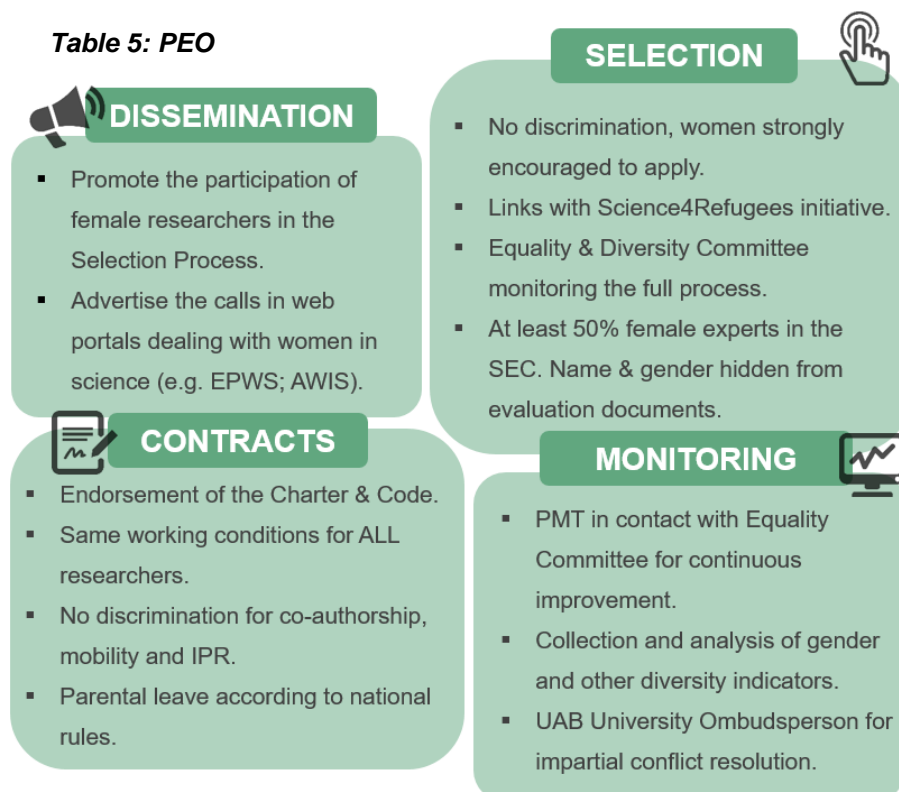 Table 5: PEO
DISSEMINATION
▪ Promote the participation of
female researchers in the
Selection Process.
▪ Advertise the calls in web
portals dealing with women in
science (e.g. EPWS; AWIS).
SELECTION
▪ No discrimination, women strongly
encouraged to apply.
▪ Links with Science4Refugees initiative.
▪ Equality & Diversity Committee
monitoring the full process.
▪ At least 50% female experts in the
SEC. Name & gender hidden from
evaluation documents.
CONTRACTS
▪ Endorsement of the Charter & Code.
▪ Same working conditions for ALL
researchers.
▪ No discrimination for co-authorship,
mobility and IPR.
▪ Parental leave according to national
rules.
MONITORING
▪ PMT in contact with Equality
Committee for continuous
improvement.
▪ Collection and analysis of gender
and other diversity indicators.
▪ UAB University Ombudsperson for
impartial conflict resolution.